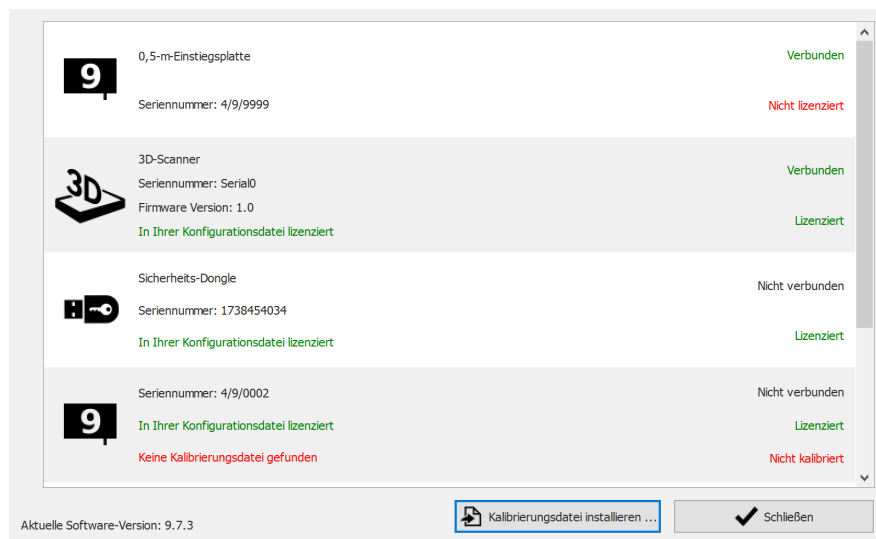 9
0,5-m-Einstiegsplatte
Verbunden
Seriennummer: 4/9/9999
Nicht lizenziert
3D
3D-Scanner
Verbunden
Seriennummer: Serial0
Firmware Version: 1.0
Lizenziert
In Ihrer Konfigurationsdatei lizenziert
Sicherheits-Dongle
Nicht verbunden
Seriennummer: 1738454034
Lizenziert
In Ihrer Konfigurationsdatei lizenziert
9
Seriennummer: 4/9/0002
Nicht verbunden
In Ihrer Konfigurationsdatei lizenziert
Lizenziert
Keine Kalibrierungsdatei gefunden
Nicht kalibriert
Aktuelle Software-Version: 9.7.3
Kalibrierungsdatei installieren ...
Schließen